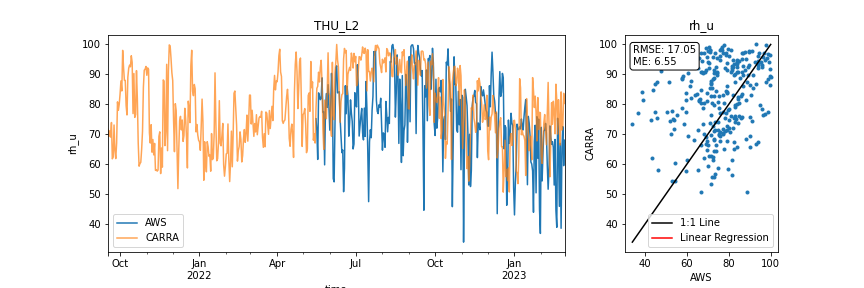 THU_L2
rh_u
100
90
80
70
60
50
40
AWS
CARRA
Oct
Jan
2022
Apr
Jul
Oct
Jan
2023
time
rh_u
CARRA
100
90
80
70
60
50
40
RMSE: 17.05
ME: 6.55
1:1 Line
Linear Regression
40
60
80
100
AWS